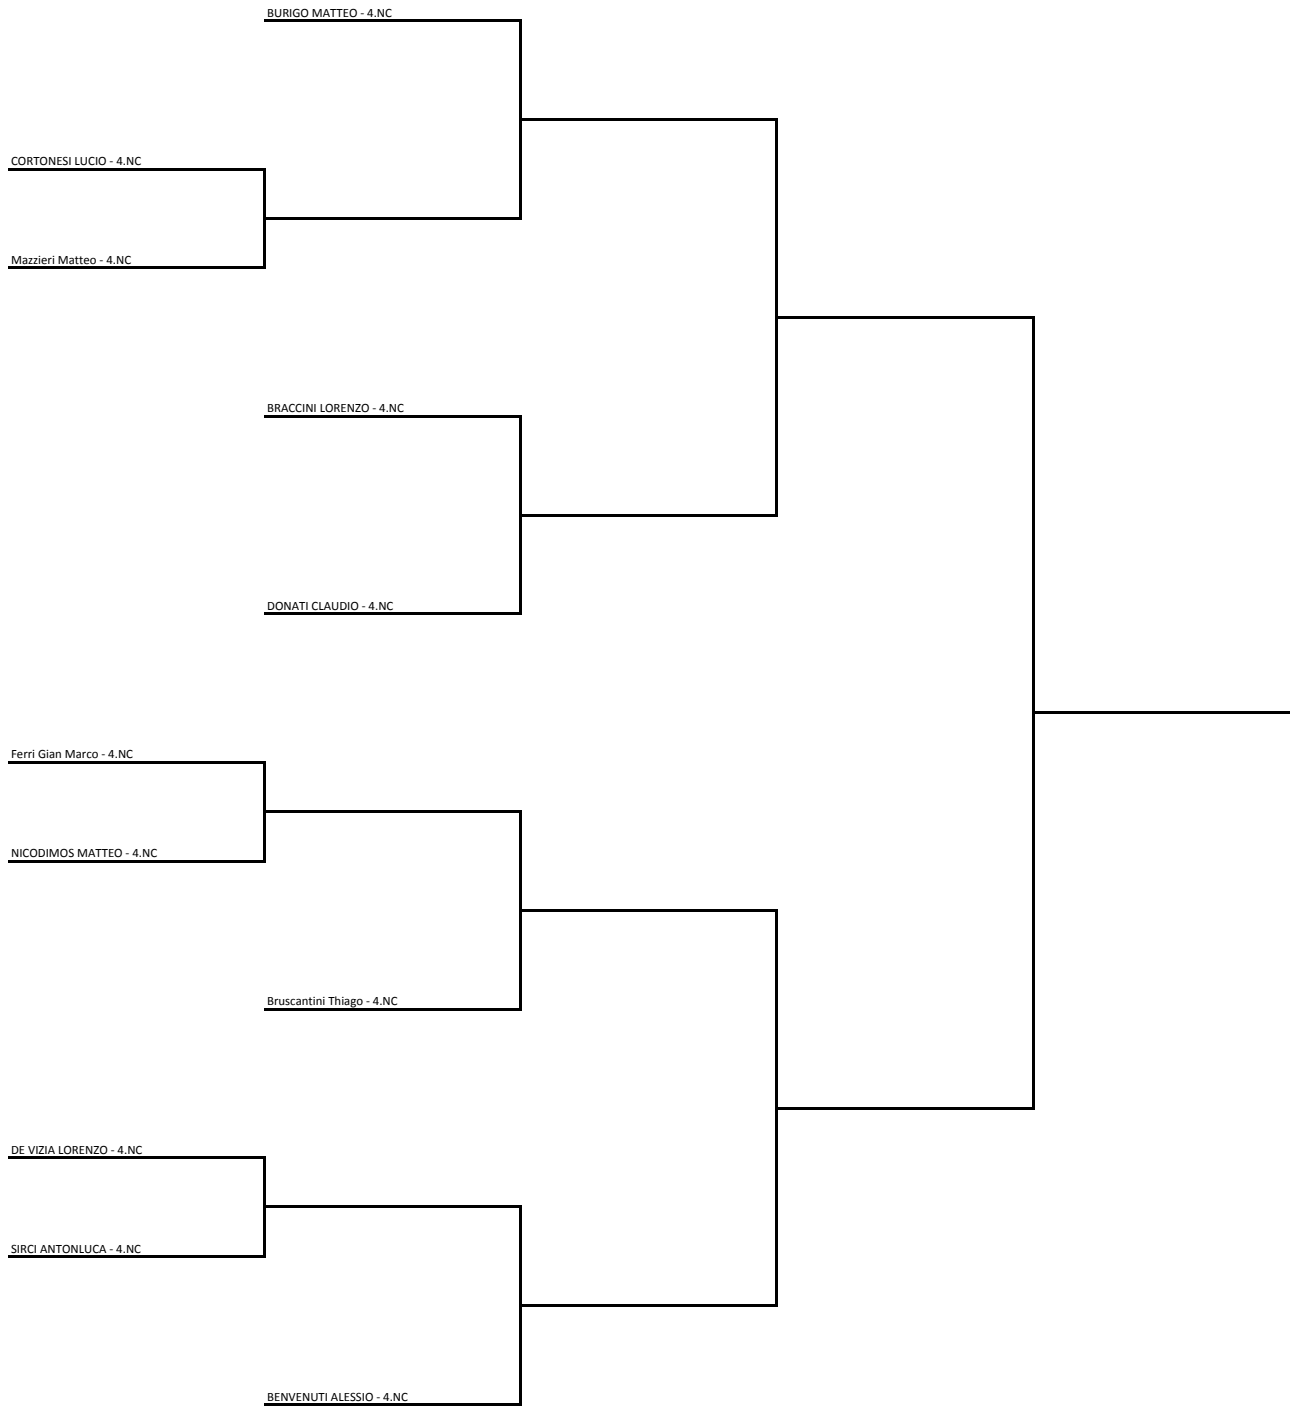 BURIGO MATTEO - 4.NC
CORTONESI LUCIO - 4.NC
Mazzieri Matteo - 4.NC
BRACCINI LORENZO - 4.NC
DONATI CLAUDIO - 4.NC
Ferri Gian Marco - 4.NC
NICODIMOS MATTEO - 4.NC
Bruscantini Thiago - 4.NC
DE VIZIA LORENZO - 4.NC
SIRCI ANTONLUCA - 4.NC
BENVENUTI ALESSIO - 4.NC